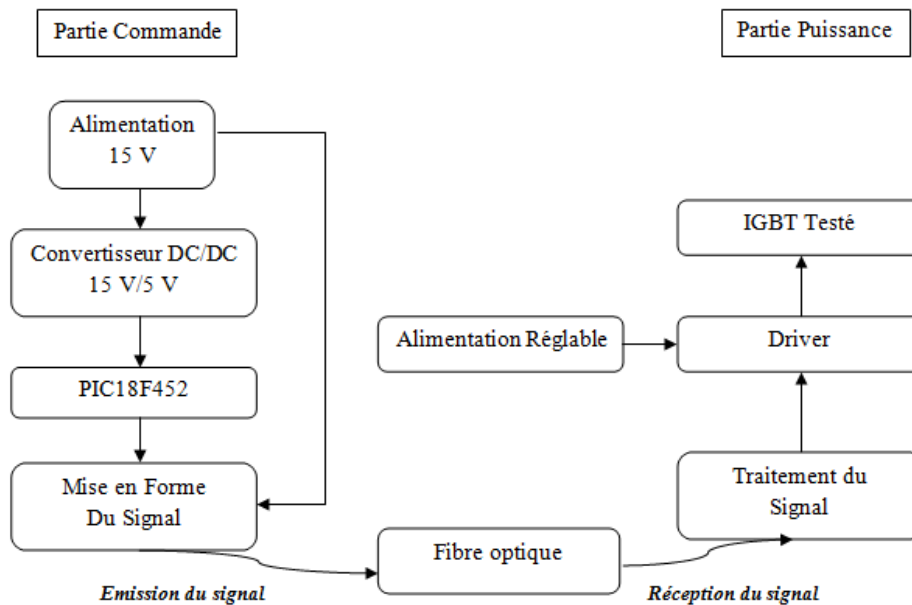 Partie Commande
Partie Puissance
Alimentation
15 V
Convertisseur DC/DC
15 V/5 V
PIC18F452
Mise en Forme
Du Signal
Emission du signal
Fibre optique
Réception du signal
Traitement du
Signal
Alimentation Réglable
Driver
IGBT Testé